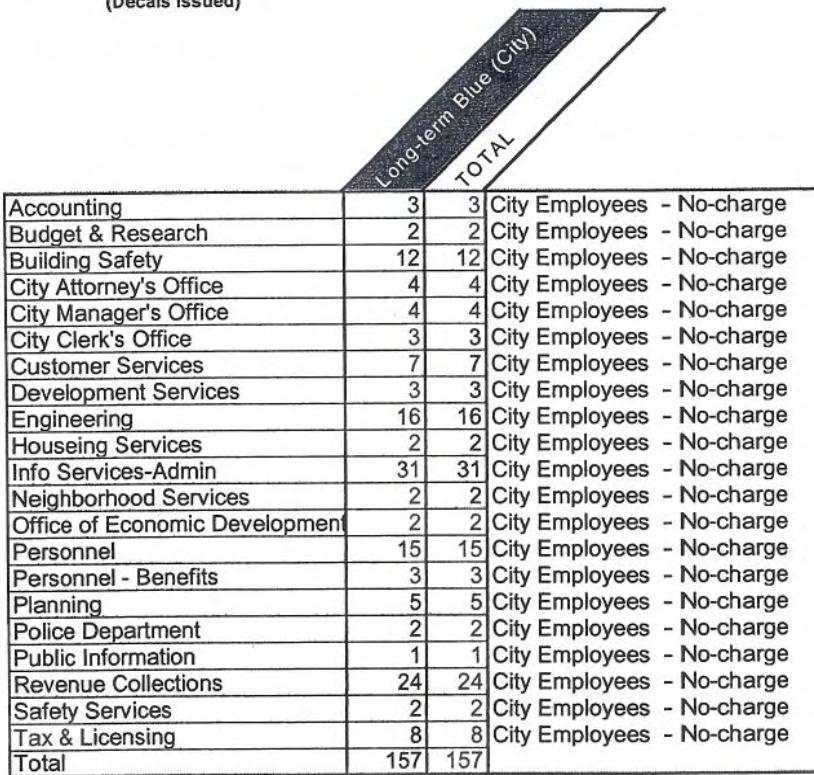 (Decals Issued)
Long-term Blue (City)
TOTAL
Accounting 3 3 City Employees - No-charge
Budget & Research 2 2 City Employees - No-charge
Building Safety 12 12 City Employees - No-charge
City Attorney's Office 4 4 City Employees - No-charge
City Manager's Office 4 4 City Employees - No-charge
City Clerk's Office 3 3 City Employees - No-charge
Customer Services 7 7 City Employees - No-charge
Development Services 3 3 City Employees - No-charge
Engineering 16 16 City Employees - No-charge
Houseing Services 2 2 City Employees - No-charge
Info Services-Admin 31 31 City Employees - No-charge
Neighborhood Services 2 2 City Employees - No-charge
Office of Economic Development 2 2 City Employees - No-charge
Personnel 15 15 City Employees - No-charge
Personnel - Benefits 3 3 City Employees - No-charge
Planning 5 5 City Employees - No-charge
Police Department 2 2 City Employees - No-charge
Public Information 1 1 City Employees - No-charge
Revenue Collections 24 24 City Employees - No-charge
Safety Services 2 2 City Employees - No-charge
Tax & Licensing 8 8 City Employees - No-charge
Total 157 157